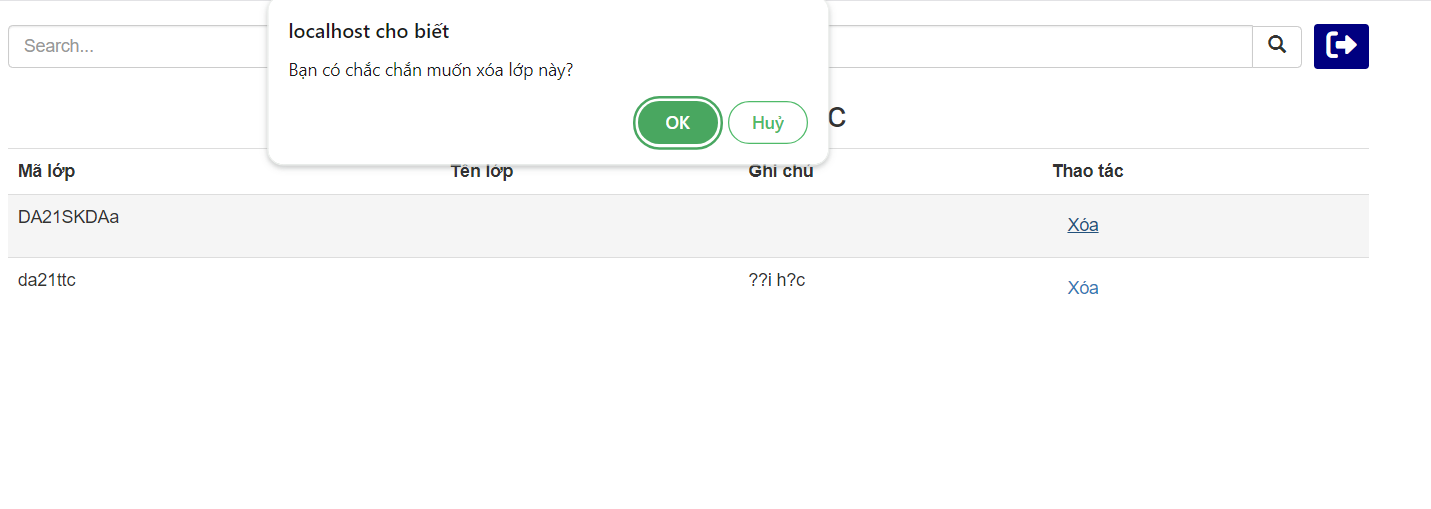 localhost cho biết
Search...
Bạn có chắc chắn muốn xóa lớp này?
OK Huỷ
C
Mã lớp Tên lớp Ghi chú Thao tác
DA21SKDAa Xóa
da21ttc ??i h?c Xóa